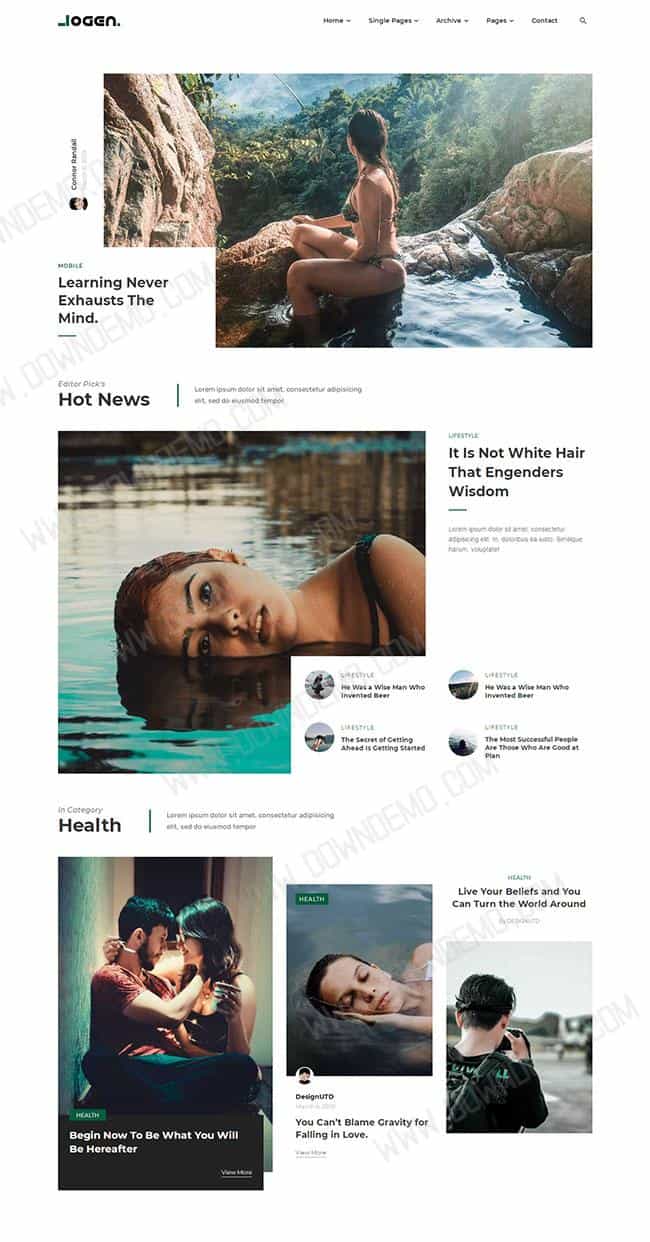 JOGEN.
Home
Single Pages
Archive
Pages
Contact
Connor Randall
MOBILE
Learning Never
Exhausts The
Mind.
Editor Pick's
Hot News
Lorem ipsum dolor sit amet, consectetur adipisicing
elit, sed do eiusmod tempor
LIFESTYLE
It Is Not White Hair
That Engenders
Wisdom
Lorem ipsum dolor sit amet, consectetur
adipisicing elit. In, doloribus ea iusto. Similique
harum, voluptate!
LIFESTYLE
He Was a Wise Man Who
Invented Beer
LIFESTYLE
He Was a Wise Man Who
Invented Beer
LIFESTYLE
The Secret of Getting
Ahead Is Getting Started
LIFESTYLE
The Most Successful People
Are Those Who Are Good at
Plan
In Category
Health
Lorem ipsum dolor sit amet, consectetur adipisicing
elit, sed do eiusmod tempor
HEALTH
Begin Now To Be What You Will
Be Hereafter
View More
HEALTH
DesignUTD
You Can't Blame Gravity for
Falling in Love.
View More
HEALTH
Live Your Beliefs and You
Can Turn the World Around
By DESIGNUTD
WWW.DOWNDEMO.COM